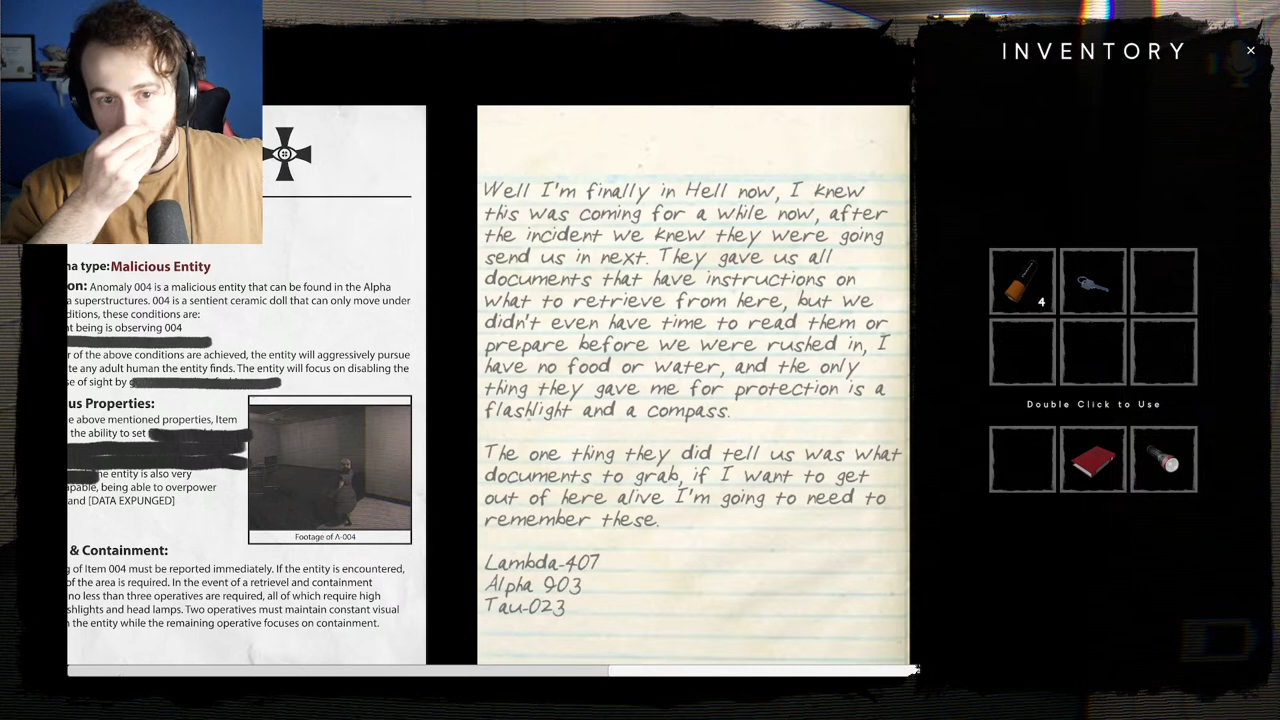 INVENTORY
Well I'm finally in Hell now, I knew
this was coming for a while now, after
the incident we knew they were going
send us in next. They gave us all
documents that have instructions on
what to retrieve from here, but we
didn't even have time to read them or
prepare before we were rushed in, I
have no food or water, and the only
thing they gave me for protection is a
flashlight and a compass.
The one thing they did tell us was what
documents to grab, if I want to get
out of here alive I'm going to need to
remember these.
Lambda-407
Alpha 903
Tau-023
type: Malicious Entity
Anomaly 004 is a malicious entity that can be found in the Alpha
superstructures. 004 is a sentient ceramic doll that can only move under
these conditions are:
being is observing 004
of the above conditions are achieved, the entity will aggressively pursue
any adult human the entity finds. The entity will focus on disabling the
of sight by
Properties:
above mentioned properties, Item
the ability to set
the entity is also very
being able to overpower
and [DATA EXPUNGED]
Footage of Λ-004
& Containment:
of Item 004 must be reported immediately. If the entity is encountered,
of the area is required. In the event of a retrieval and containment
no less than three operatives are required, all of which require high
and head lamps. Two operatives must maintain constant visual
the entity while the remaining operative focuses on containment.
4
Double Click to Use